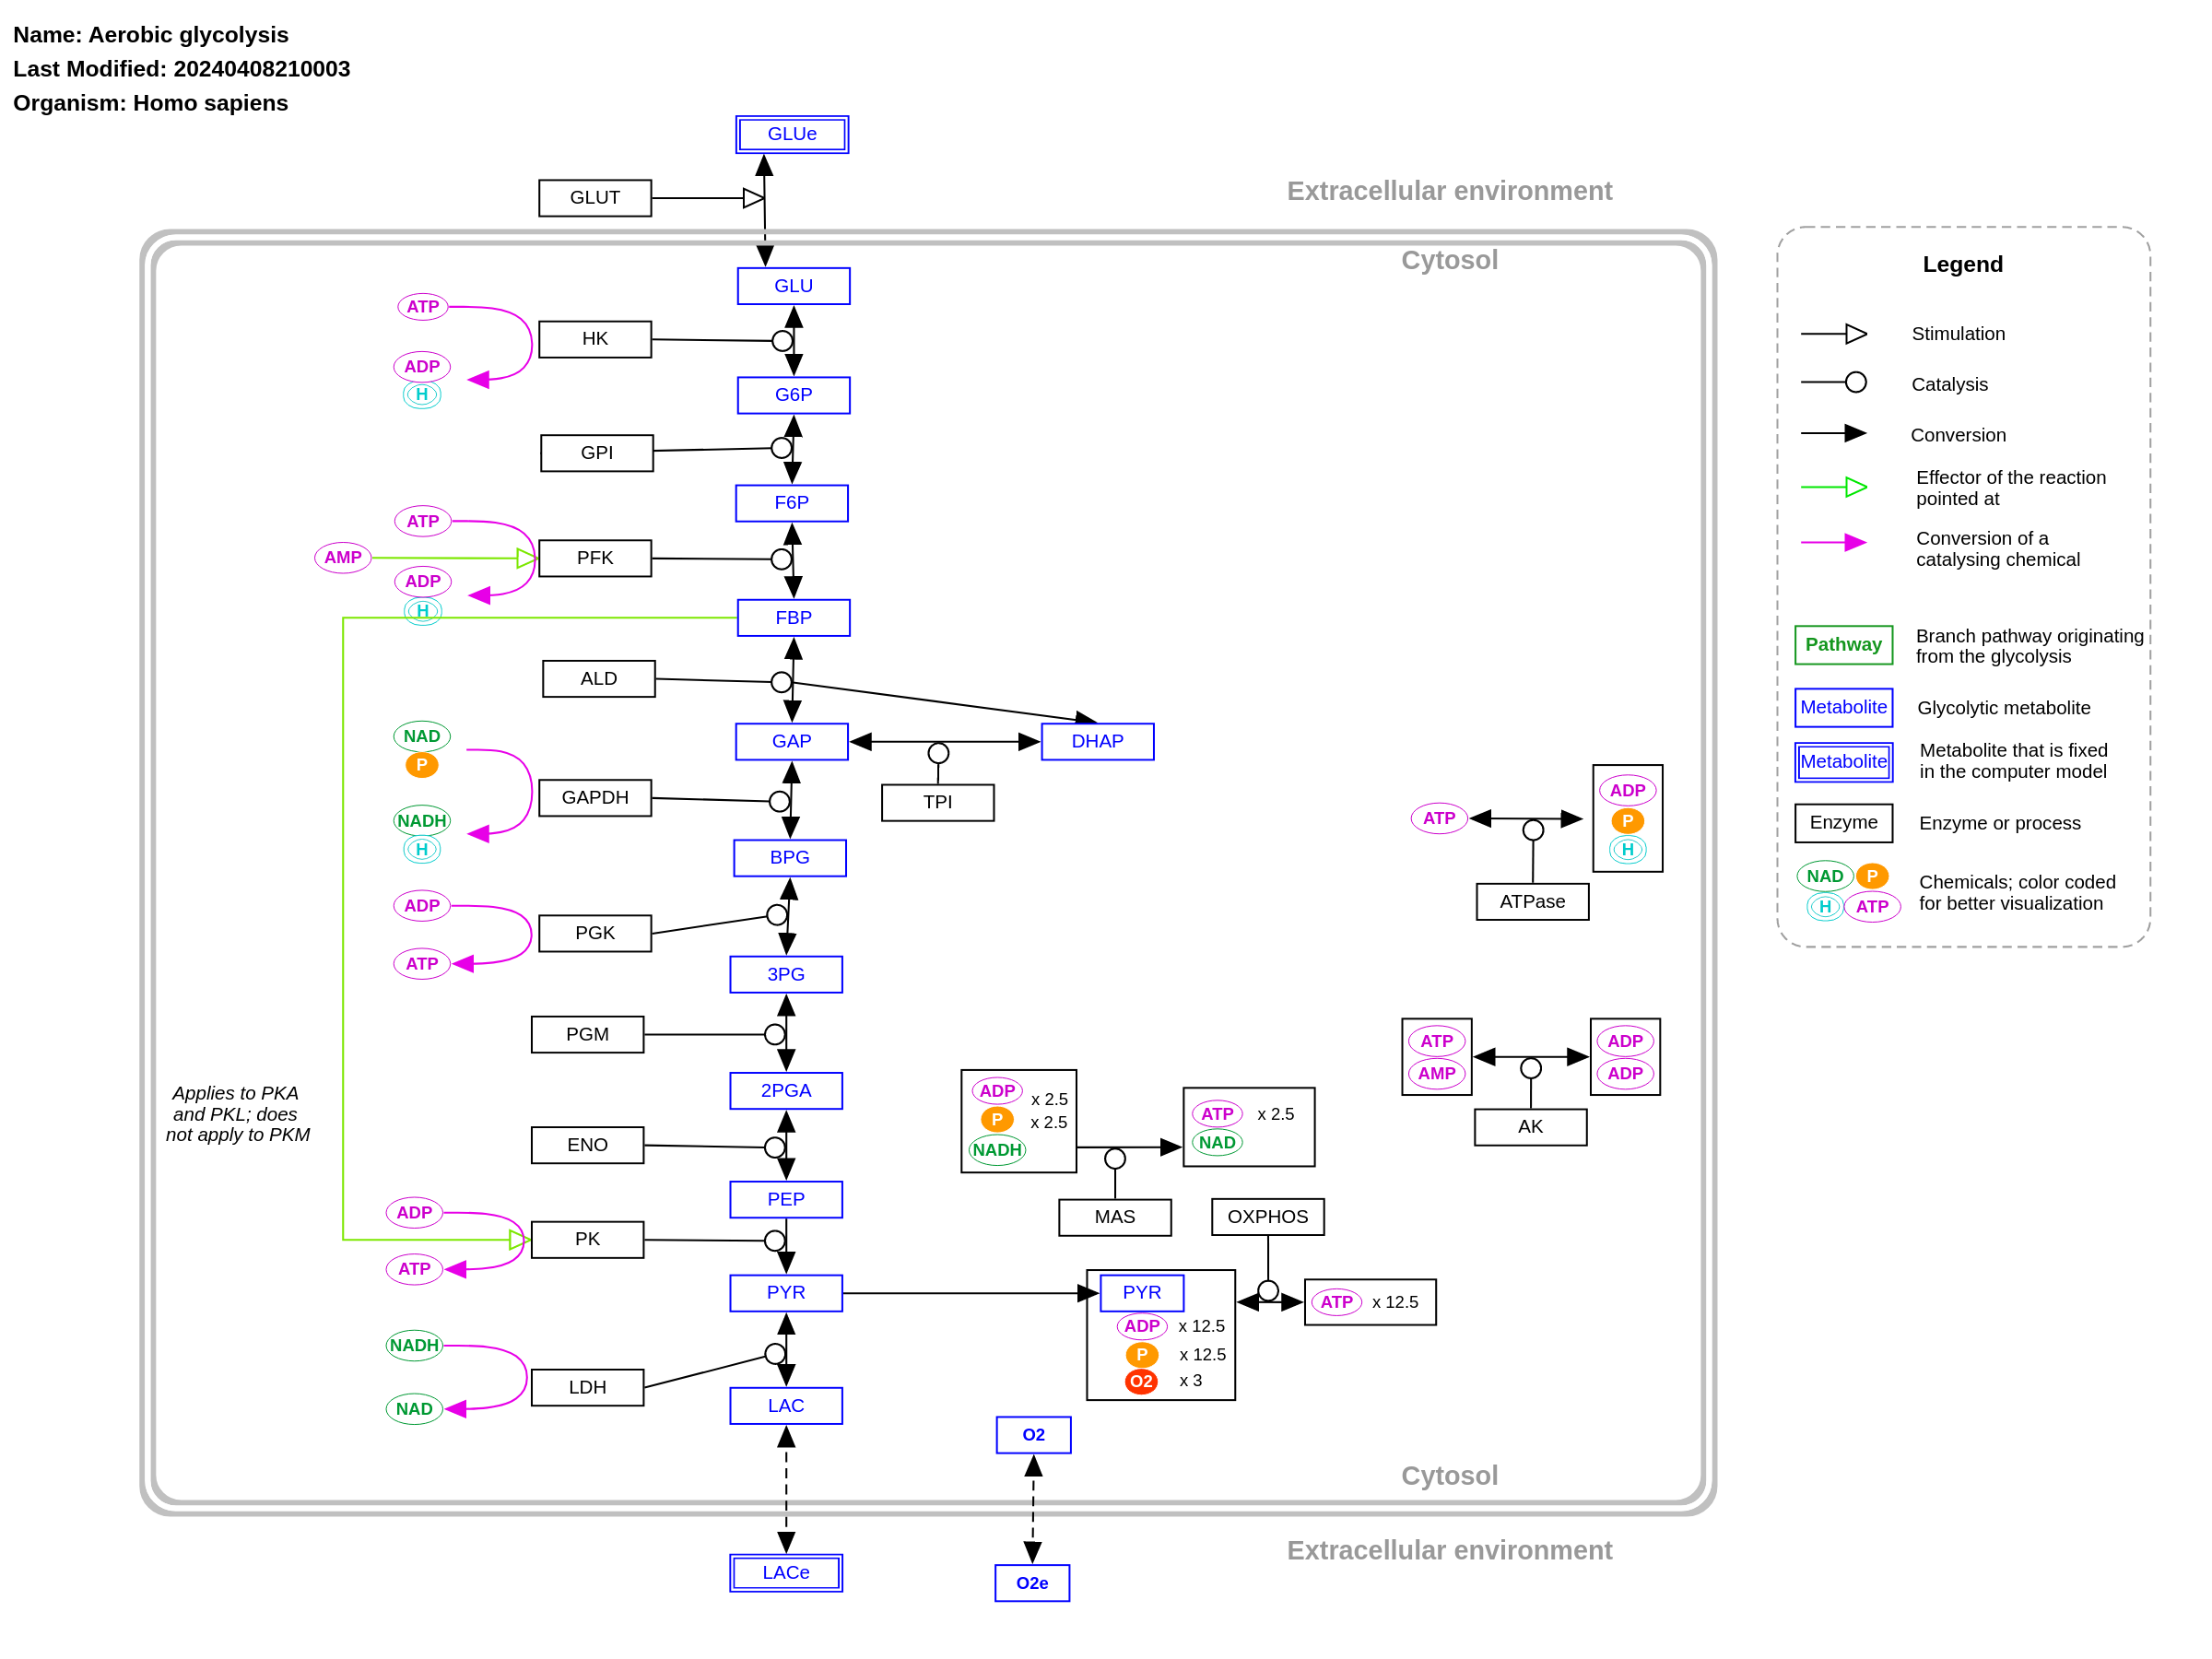 Name: Aerobic glycolysis
Last Modified: 20240408210003
Organism: Homo sapiens
GLUe
GLUT
Extracellular environment
Cytosol
GLU
ATP
HK
ADP
H
G6P
GPI
F6P
ATP
AMP
PFK
ADP
H
FBP
ALD
NAD
P
GAP
DHAP
TPI
GAPDH
NADH
H
BPG
ATP
ADP
P
H
ATPase
ADP
PGK
ATP
3PG
PGM
ATP
AMP
ADP
ADP
AK
2PGA
Applies to PKA
and PKL; does
not apply to PKM
ADP x 2.5
P x 2.5
NADH
ATP x 2.5
NAD
MAS
OXPHOS
ENO
PEP
ADP
PK
ATP
PYR
PYR
ADP x 12.5
P x 12.5
O2 x 3
ATP x 12.5
NADH
LDH
NAD
LAC
O2
Cytosol
Extracellular environment
LACe
O2e
Legend
Stimulation
Catalysis
Conversion
Effector of the reaction
pointed at
Conversion of a
catalysing chemical
Pathway
Branch pathway originating
from the glycolysis
Metabolite
Glycolytic metabolite
Metabolite
Metabolite that is fixed
in the computer model
Enzyme
Enzyme or process
NAD P
H ATP
Chemicals; color coded
for better visualization